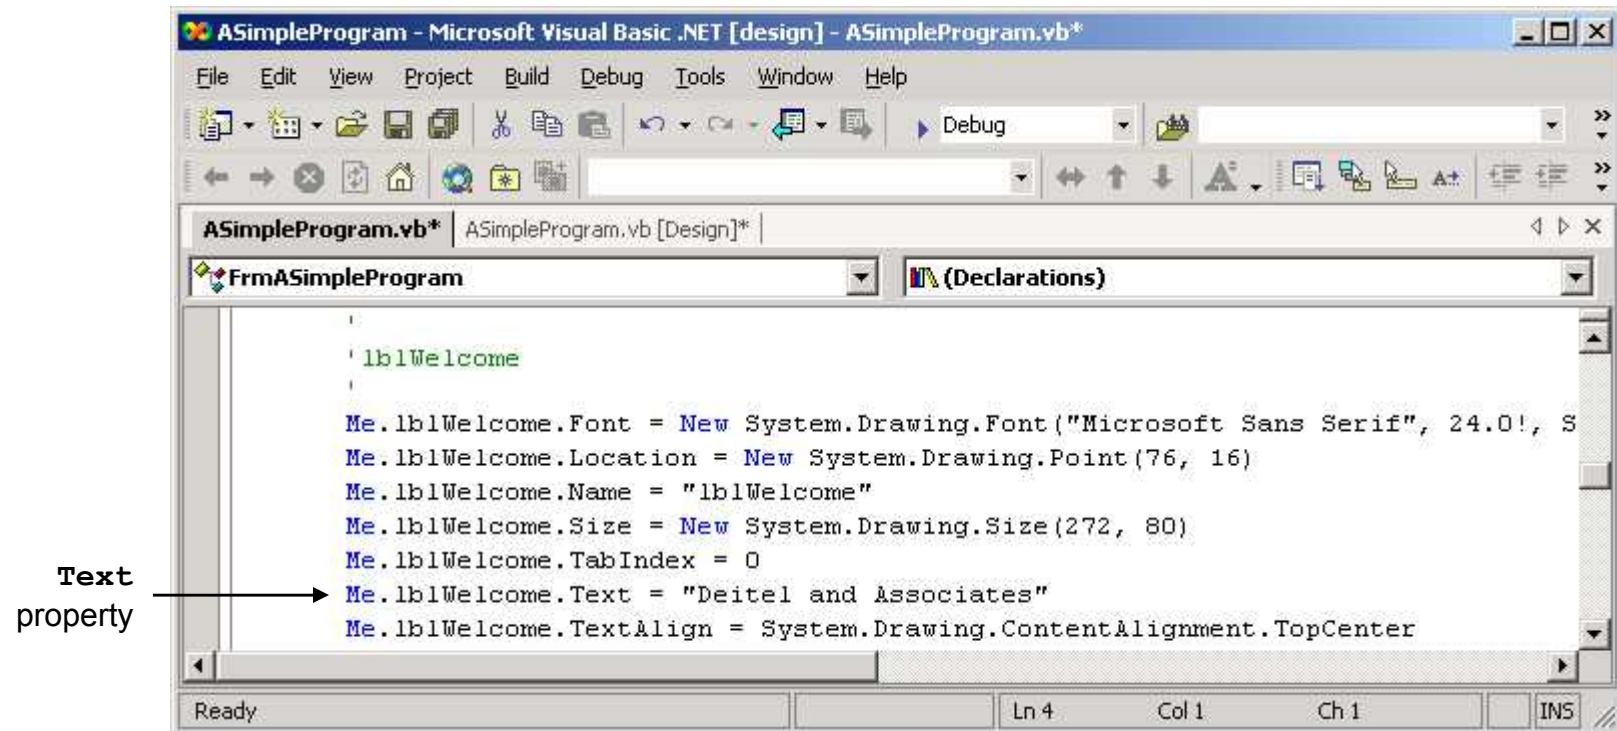 ASimpleProgram - Microsoft Visual Basic .NET [design] - ASimpleProgram.vb*
File Edit View Project Build Debug Tools Window Help
Debug
ASimpleProgram.vb* ASimpleProgram.vb [Design]*
FrmASimpleProgram (Declarations)
'
'lblWelcome
'
Me.lblWelcome.Font = New System.Drawing.Font("Microsoft Sans Serif", 24.0!, S
Me.lblWelcome.Location = New System.Drawing.Point(76, 16)
Me.lblWelcome.Name = "lblWelcome"
Me.lblWelcome.Size = New System.Drawing.Size(272, 80)
Me.lblWelcome.TabIndex = 0
Text
property
Me.lblWelcome.Text = "Deitel and Associates"
Me.lblWelcome.TextAlign = System.Drawing.ContentAlignment.TopCenter
Ready Ln 4 Col 1 Ch 1 INS